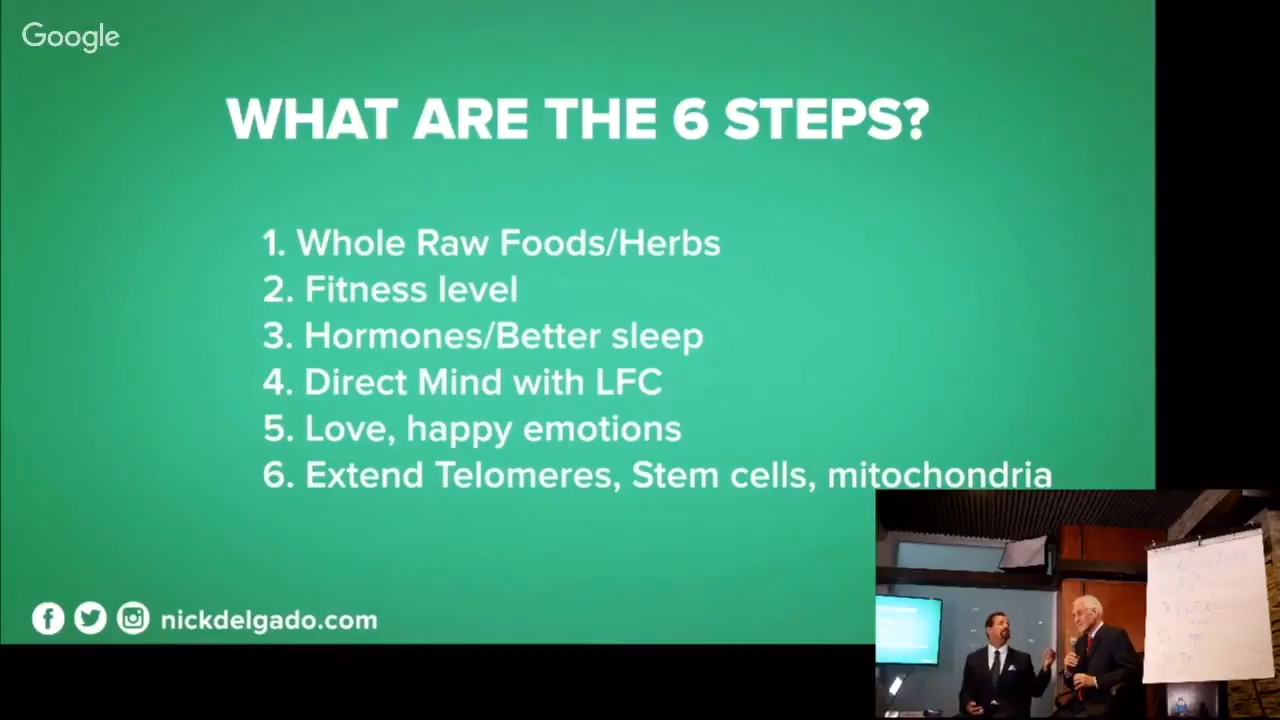 Google
WHAT ARE THE 6 STEPS?
1. Whole Raw Foods/Herbs
2. Fitness level
3. Hormones/Better sleep
4. Direct Mind with LFC
5. Love, happy emotions
6. Extend Telomeres, Stem cells, mitochondria
nickdelgado.com